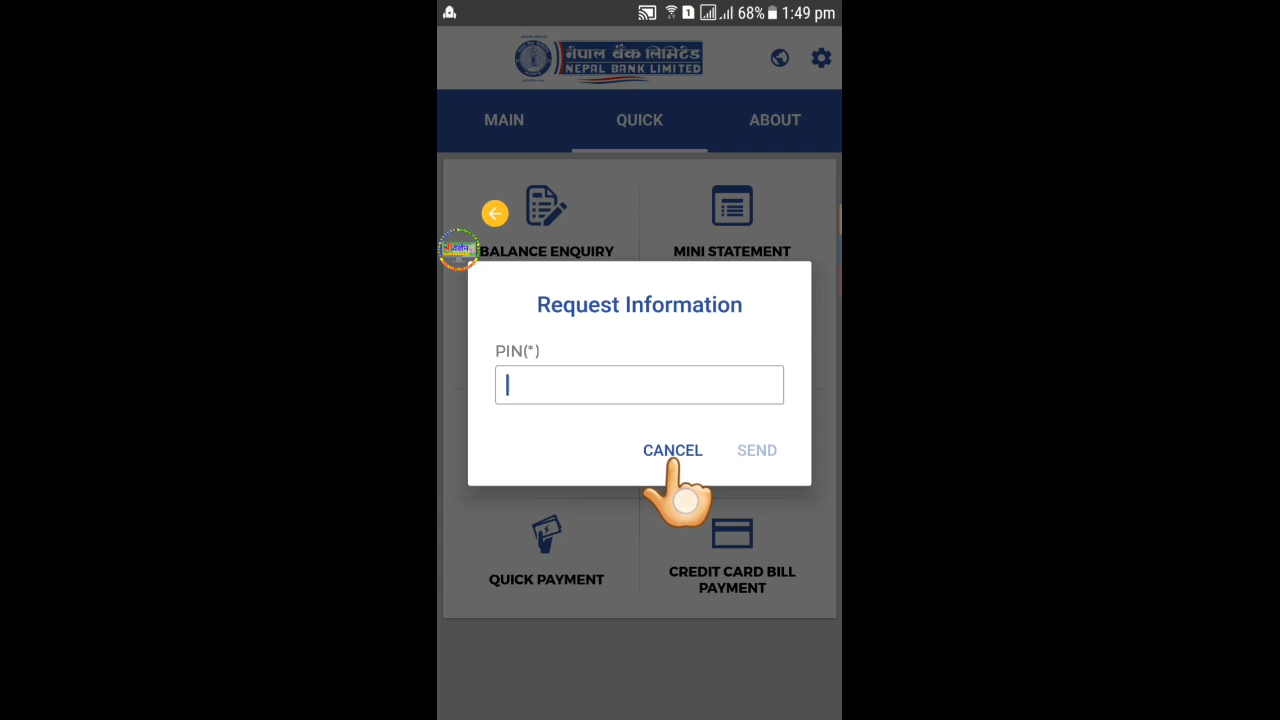 1 68% 1:49 pm
नेपाल बैंक लिमिटेड
NEPAL BANK LIMITED
MAIN QUICK ABOUT
BALANCE ENQUIRY MINI STATEMENT
Request Information
PIN(*)
CANCEL SEND
QUICK PAYMENT
CREDIT CARD BILL
PAYMENT